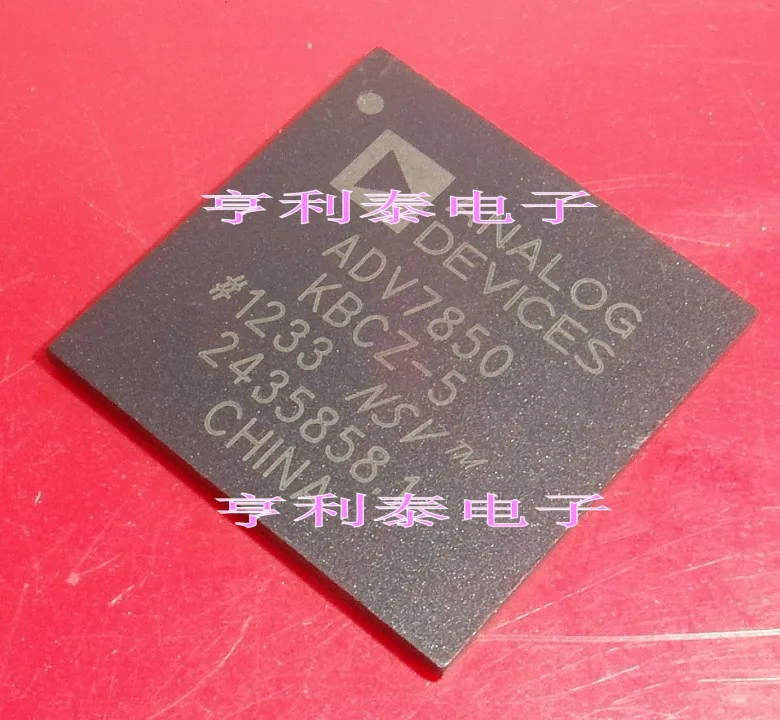 ANALOG
DEVICES
ADV7850
KBCZ-5
#1233 NSV™
2435858.1
CHINA
亨利泰电子
亨利泰电子